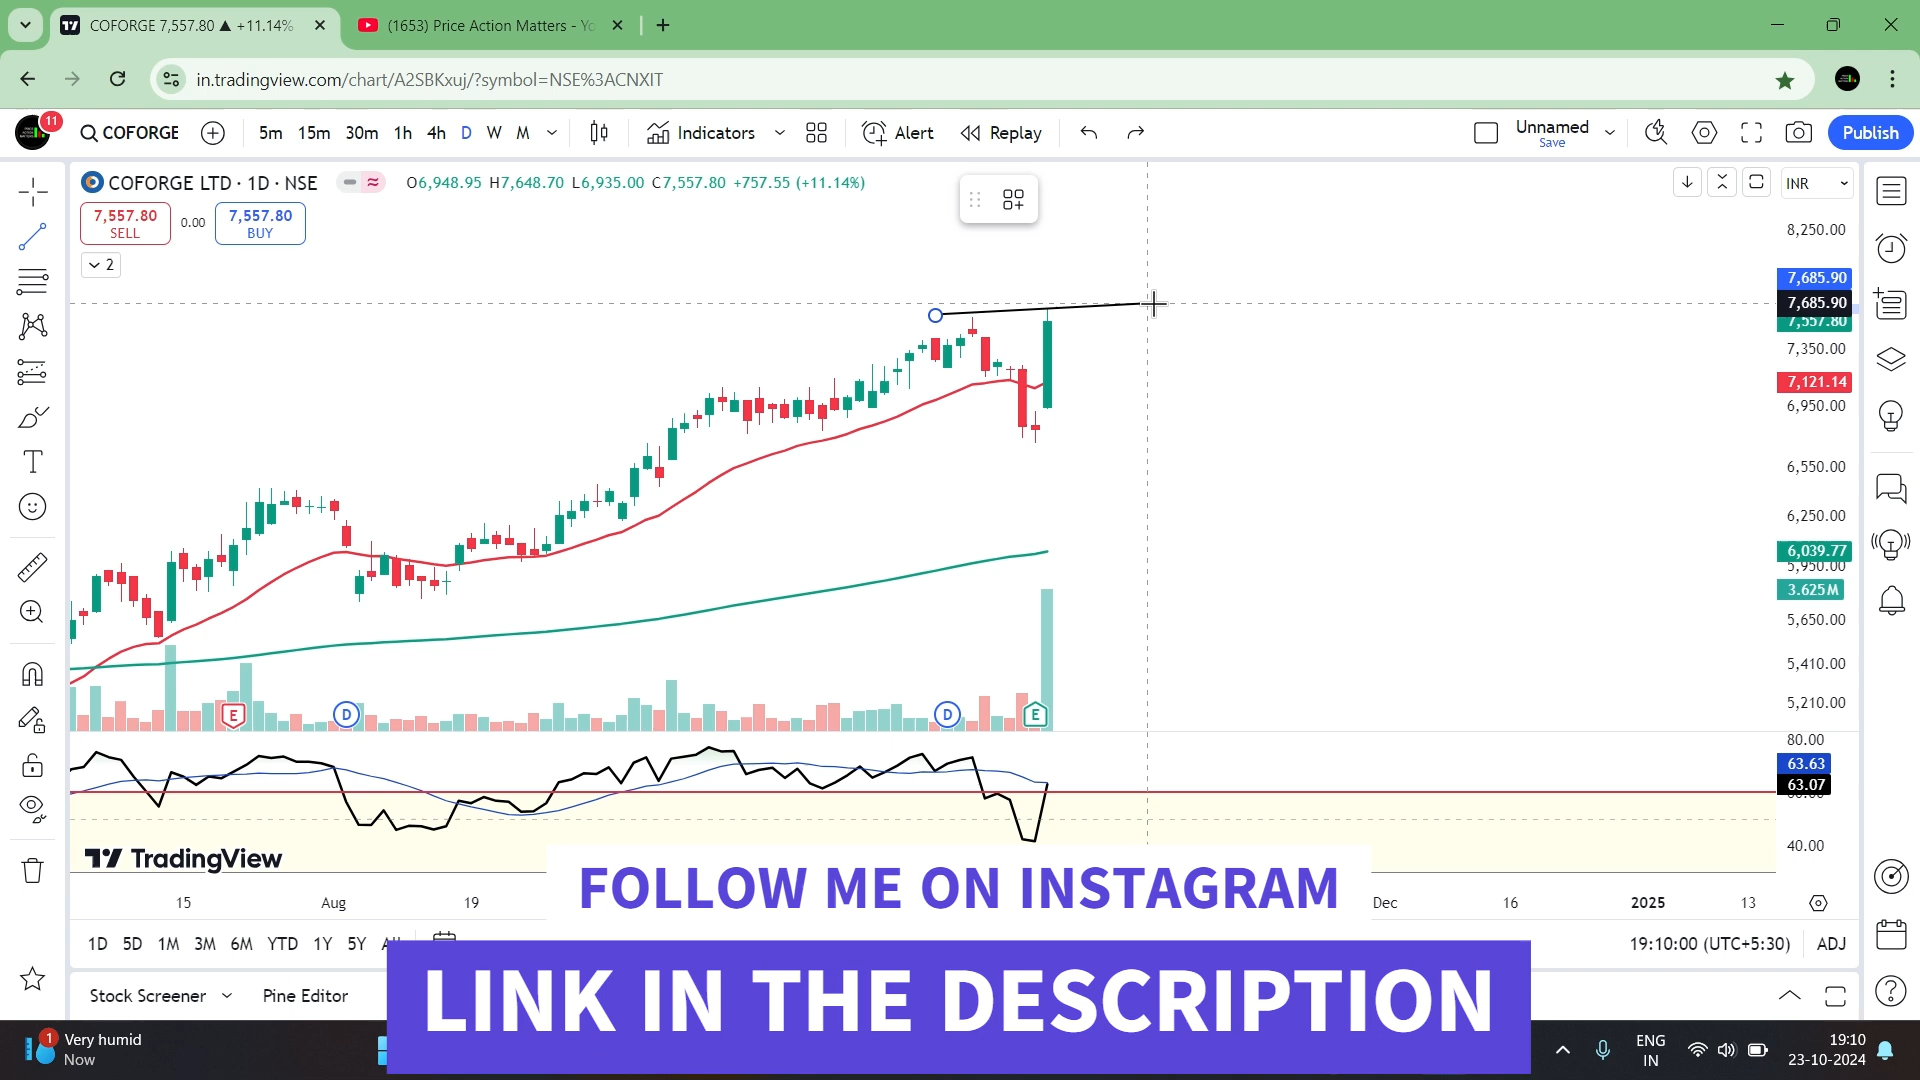 COFORGE 7,557.80 ▲ +11.14%
(1653) Price Action Matters - Yo
in.tradingview.com/chart/A2SBKxuj/?symbol=NSE%3ACNXIT
11
COFORGE
5m 15m 30m 1h 4h D W M
Indicators
Alert
Replay
Unnamed
Save
Publish
COFORGE LTD · 1D · NSE
O6,948.95 H7,648.70 L6,935.00 C7,557.80 +757.55 (+11.14%)
INR
7,557.80
SELL
0.00
7,557.80
BUY
2
8,250.00
7,685.90
7,685.90
7,557.80
7,350.00
7,121.14
6,950.00
6,550.00
6,250.00
6,039.77
5,950.00
3.625M
5,650.00
5,410.00
5,210.00
E
D
D
E
80.00
63.63
63.07
40.00
TradingView
FOLLOW ME ON INSTAGRAM
15 Aug 19 Dec 16 2025 13
1D 5D 1M 3M 6M YTD 1Y 5Y
19:10:00 (UTC+5:30) ADJ
Stock Screener
Pine Editor
LINK IN THE DESCRIPTION
1
Very humid
Now
ENG
IN
19:10
23-10-2024